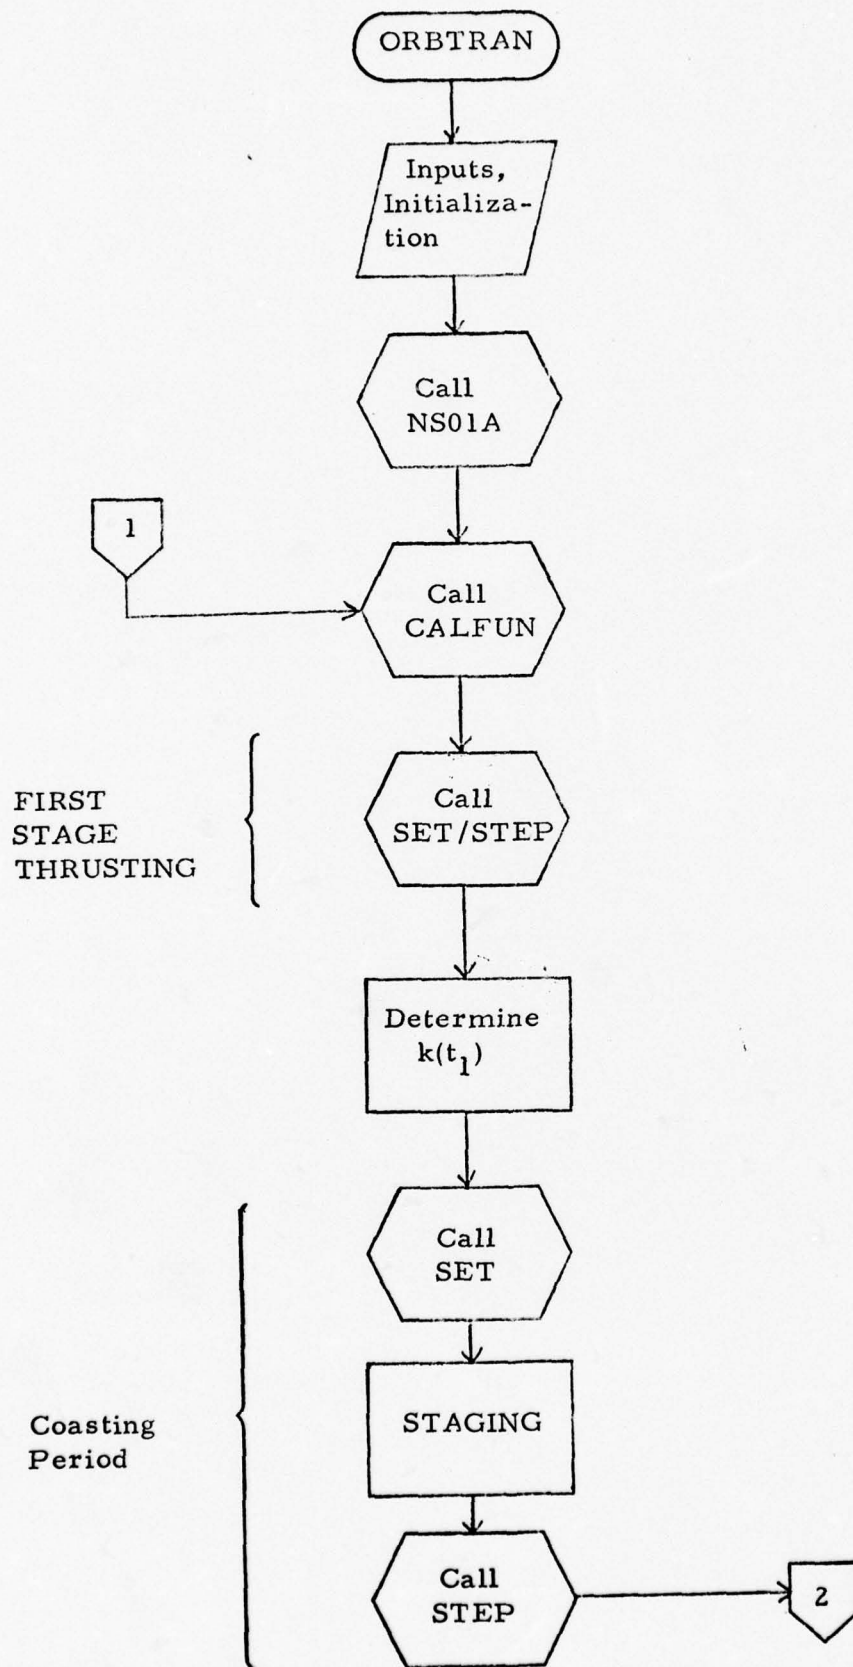 ORBTRAN
Inputs,
Initializa-
tion
Call
NS01A
1
Call
CALFUN
FIRST
STAGE
THRUSTING
Call
SET/STEP
Determine
k(t1)
Call
SET
Coasting
Period
STAGING
Call
STEP
2